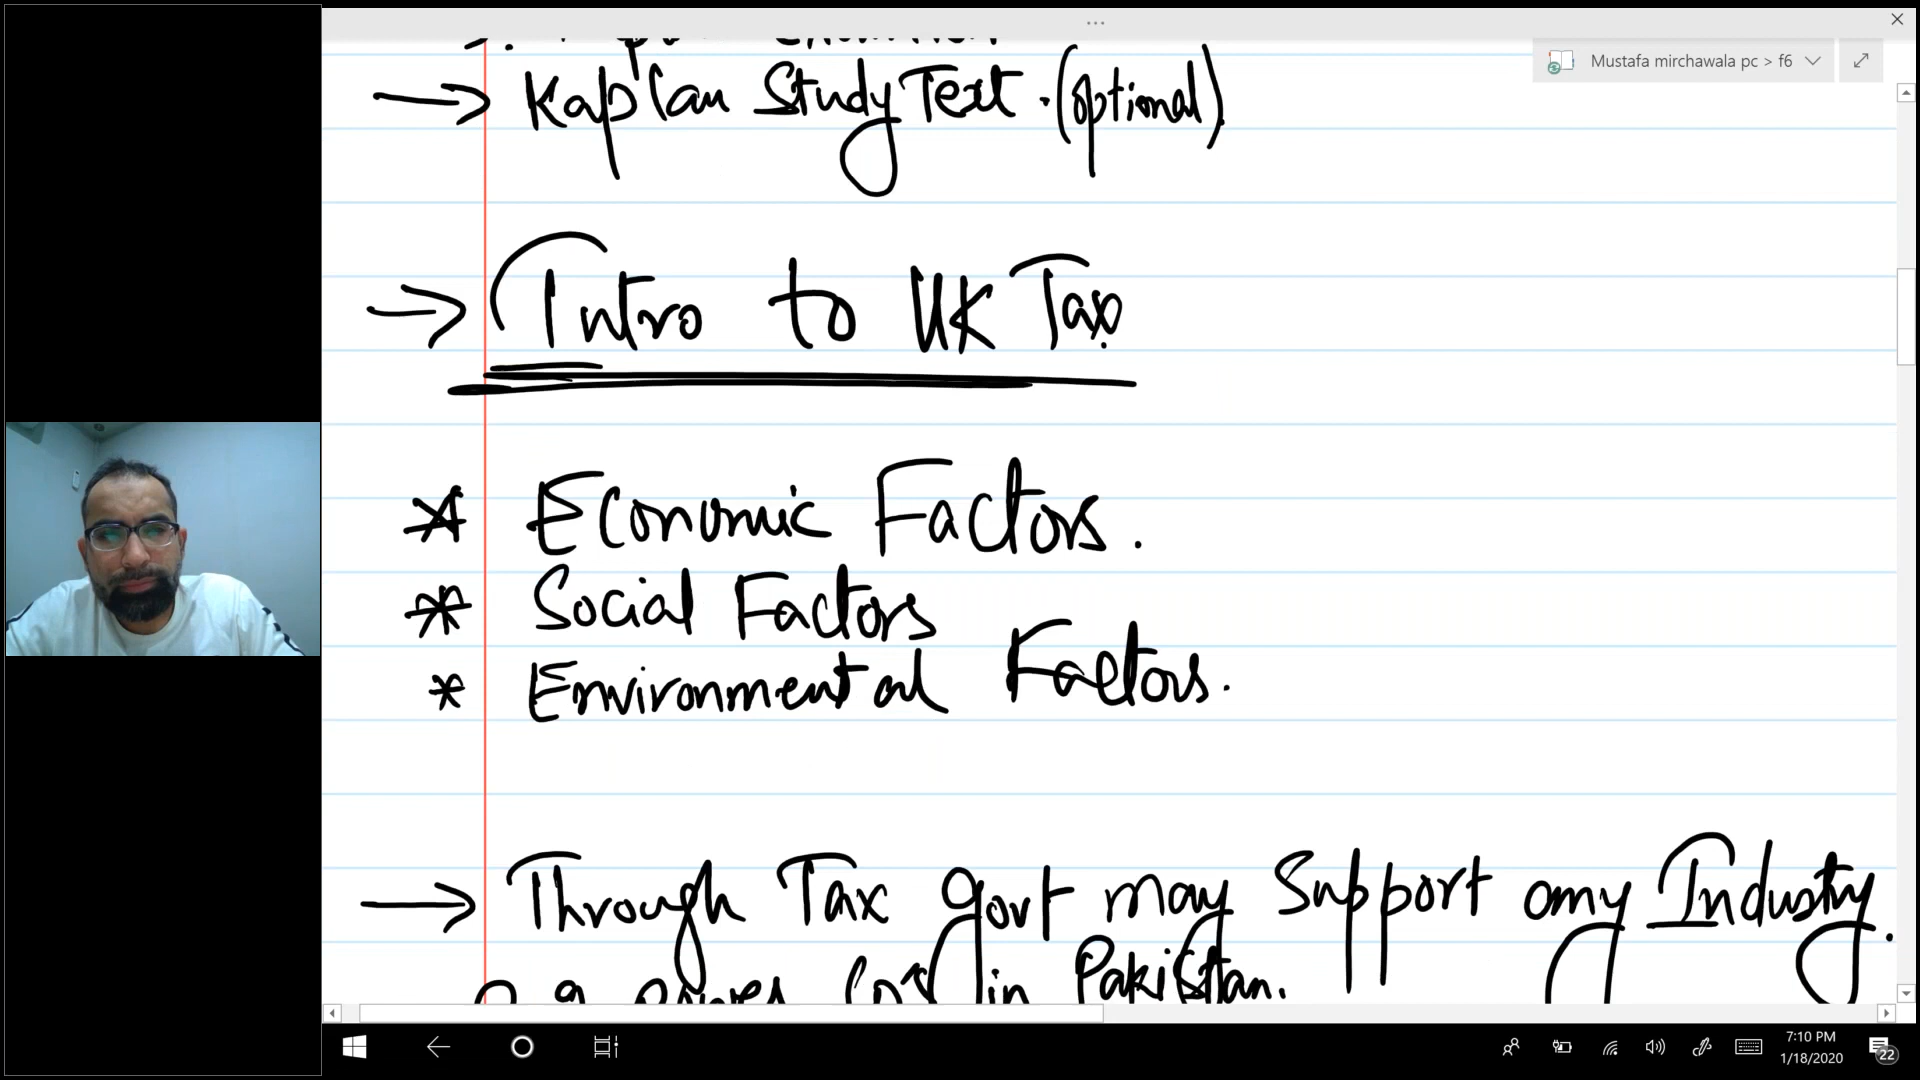 ...
Mustafa mirchawala pc > f6
→ Kaplan Study Text. (optional)
→ Intro to UK Tax
* Economic Factors.
* Social Factors
* Environmental Factors.
→ Through Tax Govt may Support any Industry.
in Pakistan.
7:10 PM
1/18/2020
22